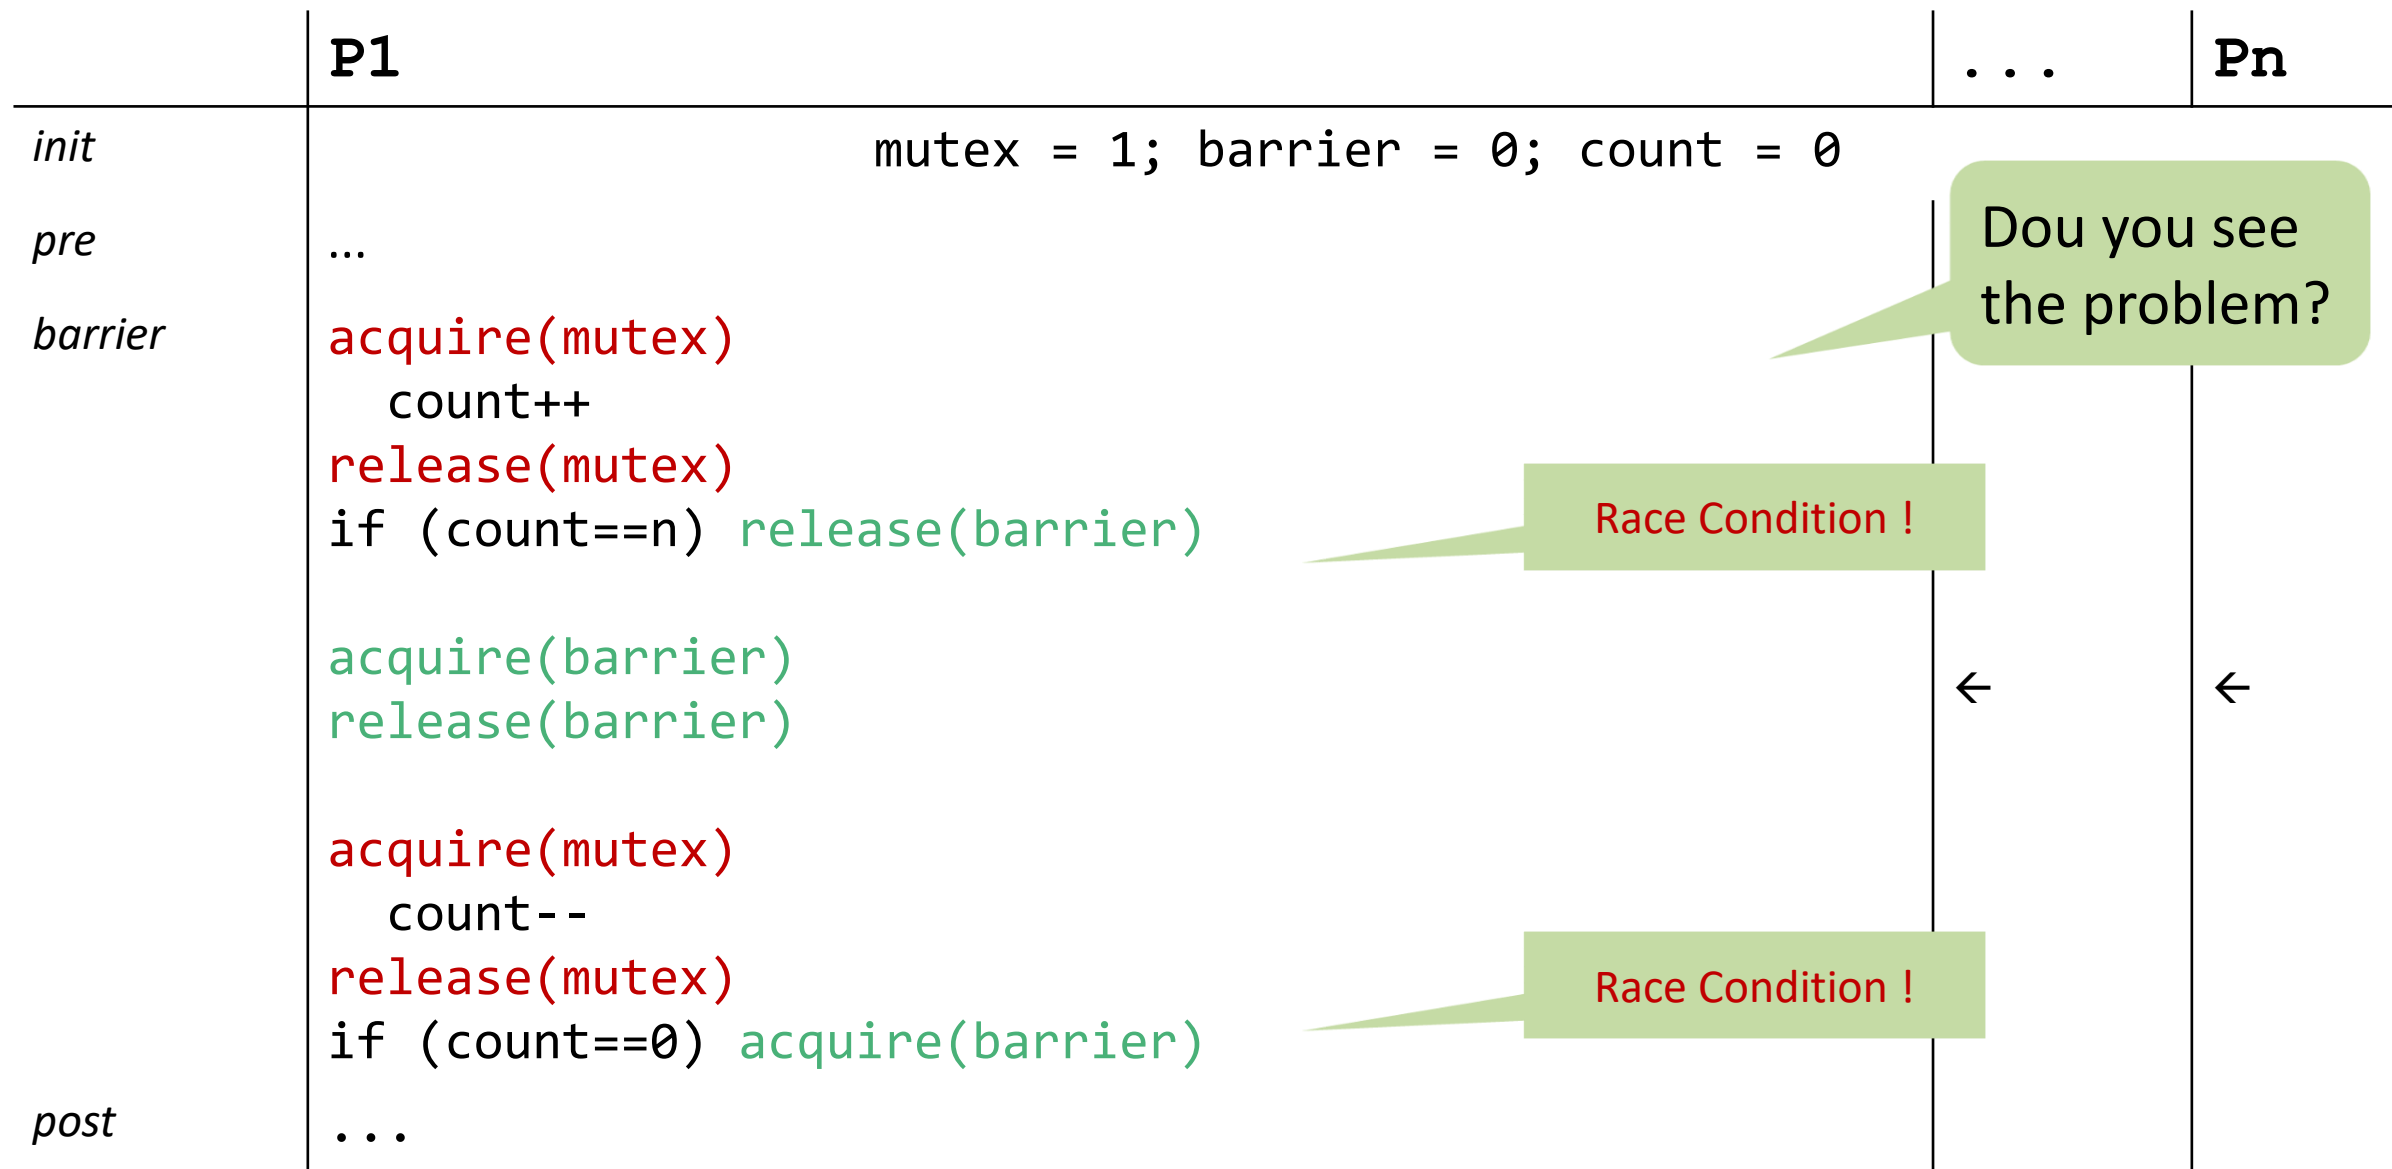 P1 ... Pn
init mutex = 1; barrier = 0; count = 0
pre …
Dou you see
the problem?
barrier acquire(mutex)
count++
release(mutex)
if (count==n) release(barrier)
Race Condition !
acquire(barrier)
release(barrier)
← ←
acquire(mutex)
count--
release(mutex)
if (count==0) acquire(barrier)
Race Condition !
post ...